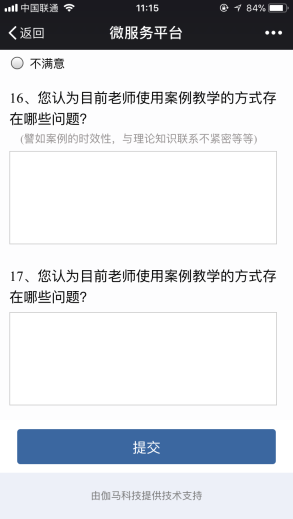 中国联通 11:15 84%
返回 微服务平台
不满意
16、您认为目前老师使用案例教学的方式存
在哪些问题?
(譬如案例的时效性，与理论知识联系不紧密等等)
17、您认为目前老师使用案例教学的方式存
在哪些问题?
提交
由伽马科技提供技术支持